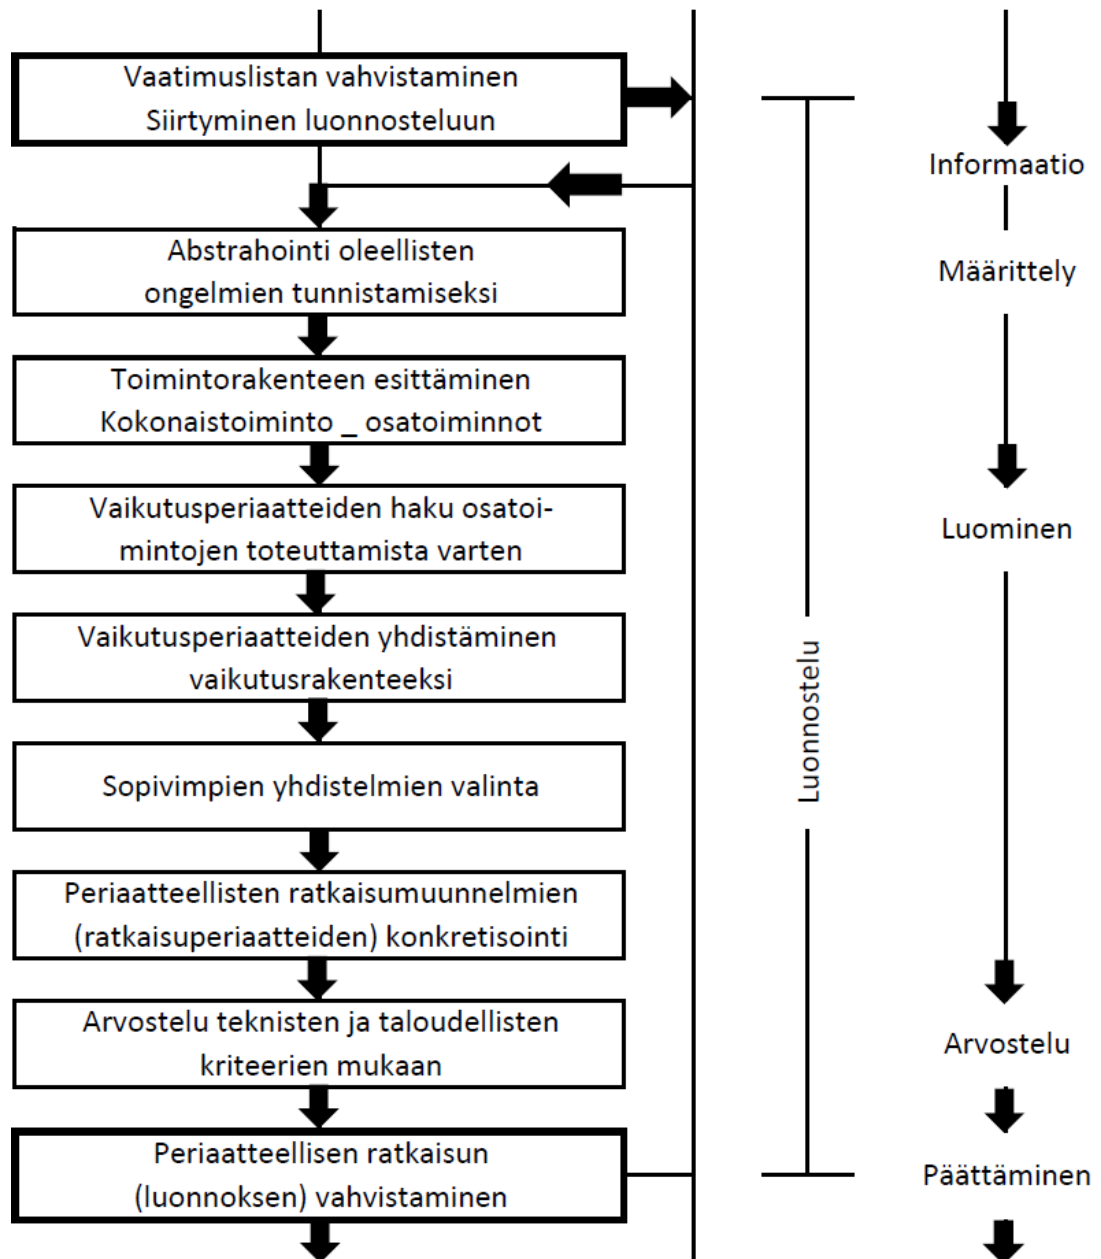 Vaatimuslistan vahvistaminen
Siirtyminen luonnosteluun
Informaatio
Abstrahointi oleellisten
ongelmien tunnistamiseksi
Määrittely
Toimintorakenteen esittäminen
Kokonaistoiminto _ osatoiminnot
Vaikutusperiaatteiden haku osatoi-
mintojen toteuttamista varten
Luominen
Vaikutusperiaatteiden yhdistäminen
vaikutusrakenteeksi
Luonnostelu
Sopivimpien yhdistelmien valinta
Periaatteellisten ratkaisumuunnelmien
(ratkaisuperiaatteiden) konkretisointi
Arvostelu teknisten ja taloudellisten
kriteerien mukaan
Arvostelu
Periaatteellisen ratkaisun
(luonnoksen) vahvistaminen
Päättäminen